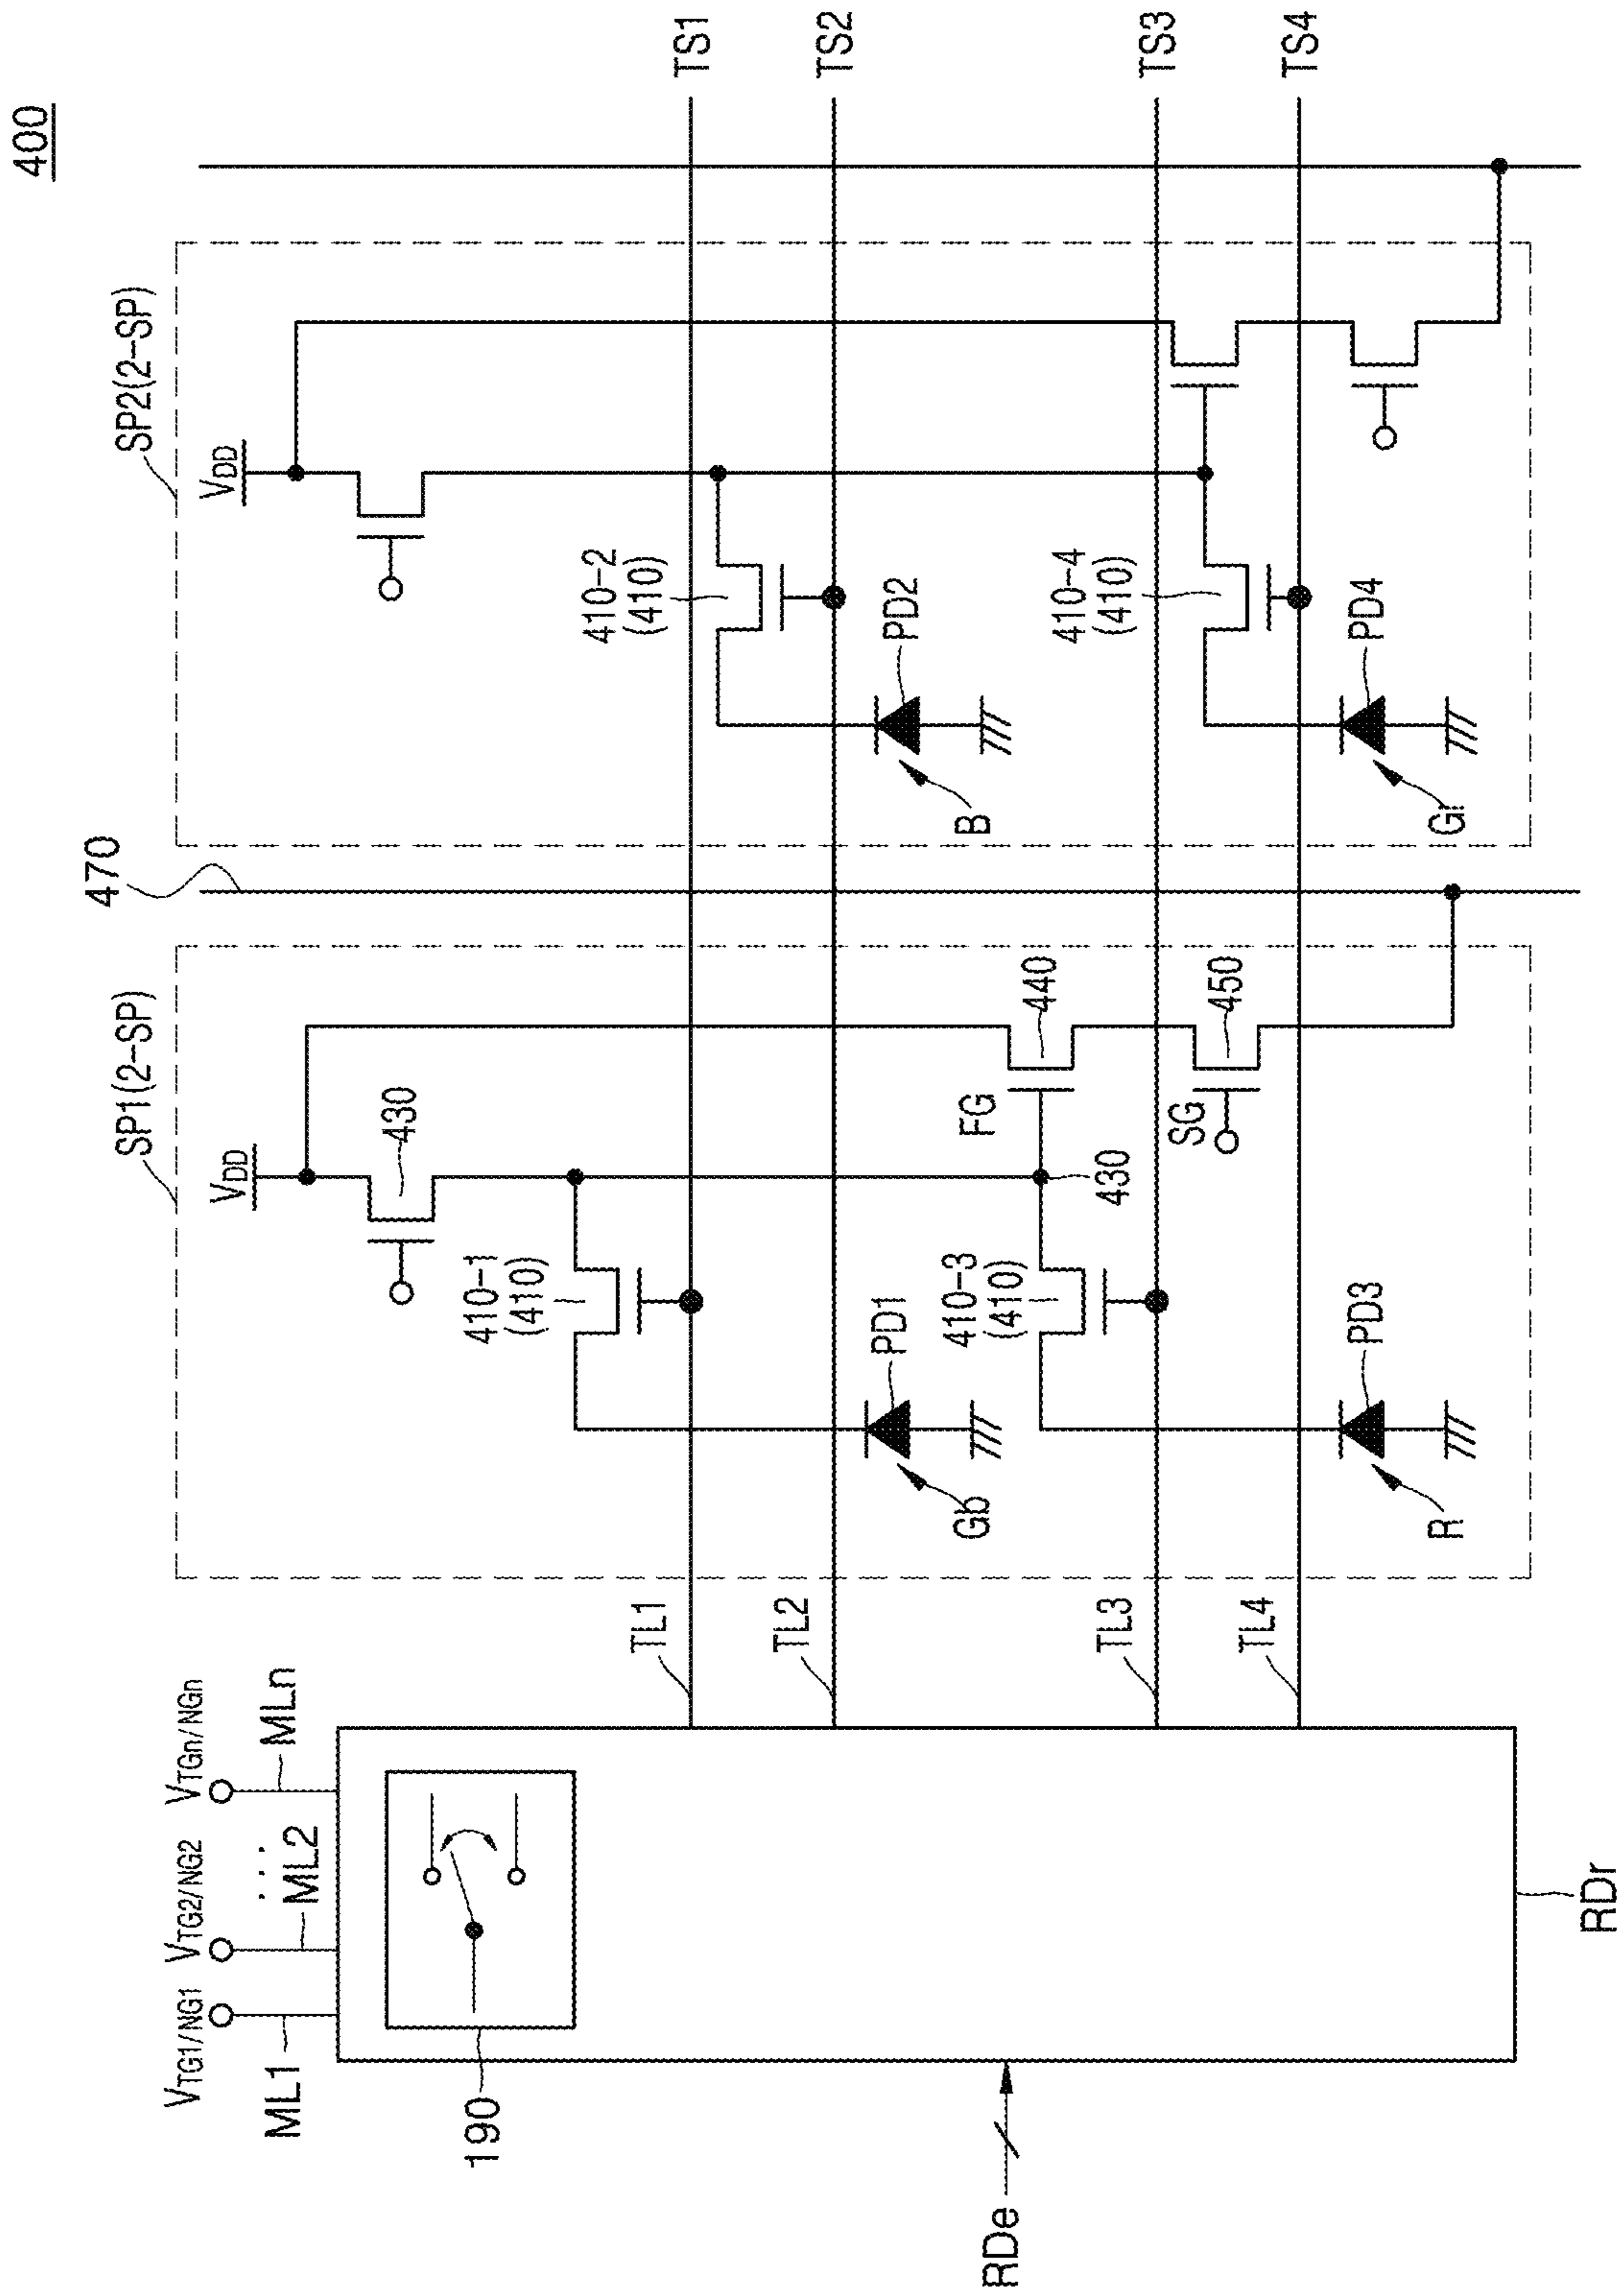 400
TS1
TS2
TS3
TS4
SP2(2-SP)
VDD
410-2
(410)
410-4
(410)
PD2
PD4
B
Gr
470
SP1(2-SP)
VDD
430
440
450
FG
SG
430
410-1
(410)
410-3
(410)
PD1
PD3
Gb
R
TL1
TL2
TL3
TL4
VTG1/NG1
VTG2/NG2
...
VTGn/NGn
ML1
ML2
MLn
190
RDe
RDr